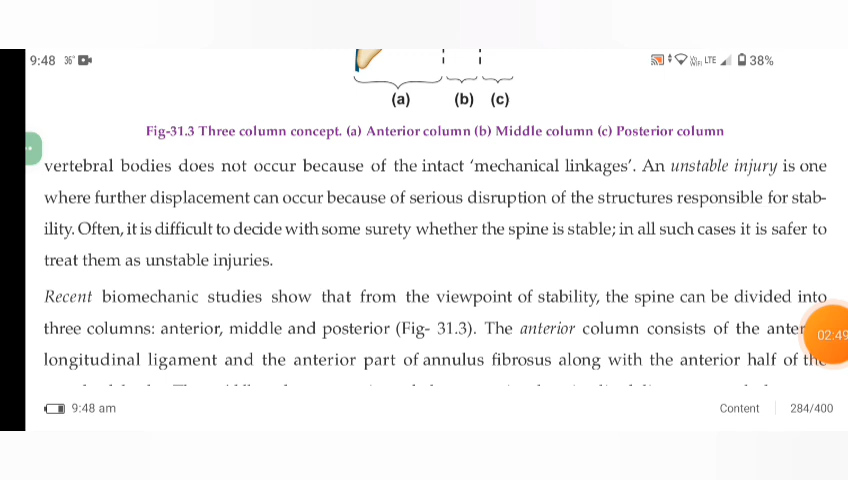 9:48 36° LTE 38%
(a) (b) (c)
Fig-31.3 Three column concept. (a) Anterior column (b) Middle column (c) Posterior column
vertebral bodies does not occur because of the intact ‘mechanical linkages’. An unstable injury is one
where further displacement can occur because of serious disruption of the structures responsible for stab-
ility. Often, it is difficult to decide with some surety whether the spine is stable; in all such cases it is safer to
treat them as unstable injuries.
Recent biomechanic studies show that from the viewpoint of stability, the spine can be divided into
three columns: anterior, middle and posterior (Fig- 31.3). The anterior column consists of the anter
02:49
longitudinal ligament and the anterior part of annulus fibrosus along with the anterior half of the
9:48 am Content 284/400